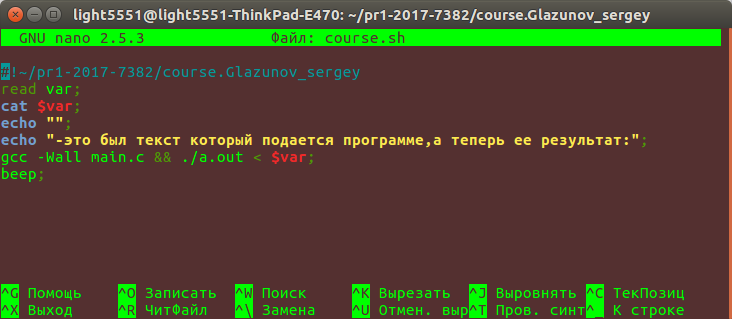 light5551@light5551-ThinkPad-E470: ~/pr1-2017-7382/course.Glazunov_sergey
GNU nano 2.5.3 Файл: course.sh
#!~/pr1-2017-7382/course.Glazunov_sergey
read var;
cat $var;
echo "";
echo "-это был текст который подается программе,а теперь ее результат:";
gcc -Wall main.c && ./a.out < $var;
beep;
^G Помощь ^O Записать ^W Поиск ^K Вырезать ^J Выровнять ^C ТекПозиц
^X Выход ^R ЧитФайл ^\ Замена ^U Отмен. выр^T Пров. синт^_ К строке